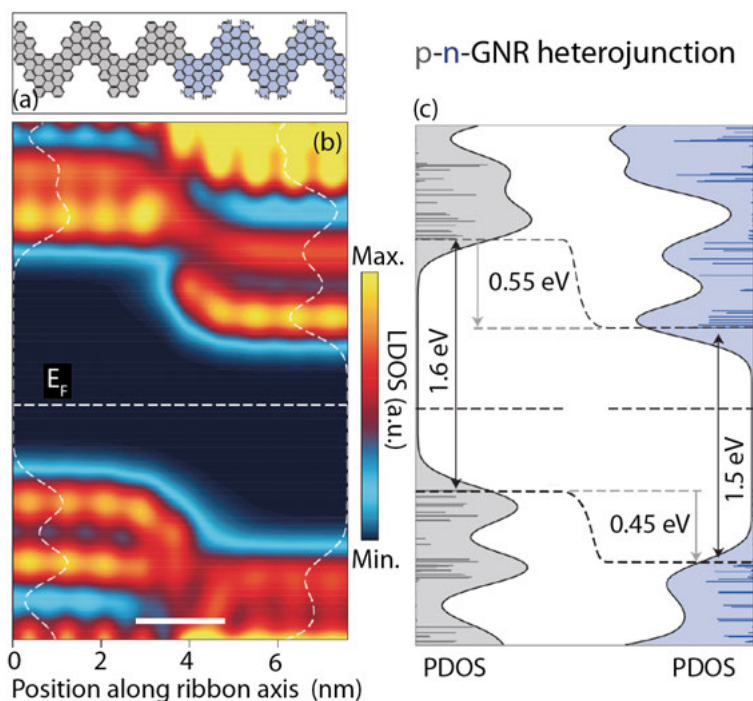 (a)
N N N N
N N N N N N
p-n-GNR heterojunction
(b)
Max.
LDOS (a.u.)
Min.
E_F
0 2 4 6
Position along ribbon axis (nm)
(c)
0.55 eV
1.6 eV
1.5 eV
0.45 eV
PDOS PDOS